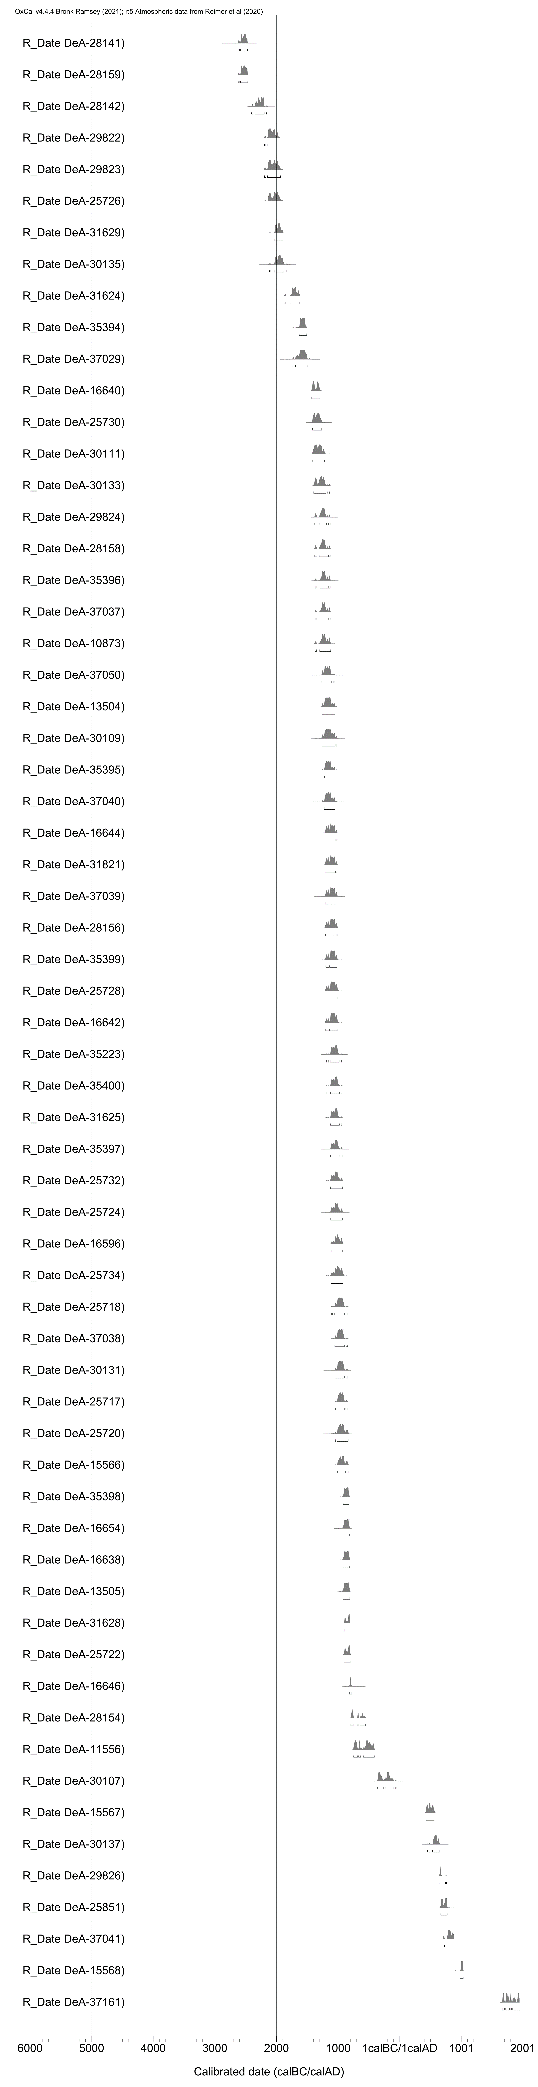 OxCal v4.4.4 Bronk Ramsey (2021); r:5 Atmospheric data from Reimer et al (2020)
R_Date DeA-28141)
R_Date DeA-28159)
R_Date DeA-28142)
R_Date DeA-29822)
R_Date DeA-29823)
R_Date DeA-25726)
R_Date DeA-31629)
R_Date DeA-30135)
R_Date DeA-31624)
R_Date DeA-35394)
R_Date DeA-37029)
R_Date DeA-16640)
R_Date DeA-25730)
R_Date DeA-30111)
R_Date DeA-30133)
R_Date DeA-29824)
R_Date DeA-28158)
R_Date DeA-35396)
R_Date DeA-37037)
R_Date DeA-10873)
R_Date DeA-37050)
R_Date DeA-13504)
R_Date DeA-30109)
R_Date DeA-35395)
R_Date DeA-37040)
R_Date DeA-16644)
R_Date DeA-31821)
R_Date DeA-37039)
R_Date DeA-28156)
R_Date DeA-35399)
R_Date DeA-25728)
R_Date DeA-16642)
R_Date DeA-35223)
R_Date DeA-35400)
R_Date DeA-31625)
R_Date DeA-35397)
R_Date DeA-25732)
R_Date DeA-25724)
R_Date DeA-16596)
R_Date DeA-25734)
R_Date DeA-25718)
R_Date DeA-37038)
R_Date DeA-30131)
R_Date DeA-25717)
R_Date DeA-25720)
R_Date DeA-15566)
R_Date DeA-35398)
R_Date DeA-16654)
R_Date DeA-16638)
R_Date DeA-13505)
R_Date DeA-31628)
R_Date DeA-25722)
R_Date DeA-16646)
R_Date DeA-28154)
R_Date DeA-11556)
R_Date DeA-30107)
R_Date DeA-15567)
R_Date DeA-30137)
R_Date DeA-29826)
R_Date DeA-25851)
R_Date DeA-37041)
R_Date DeA-15568)
R_Date DeA-37161)
6000 5000 4000 3000 2000 1000 1calBC/1calAD 1001 2001
Calibrated date (calBC/calAD)